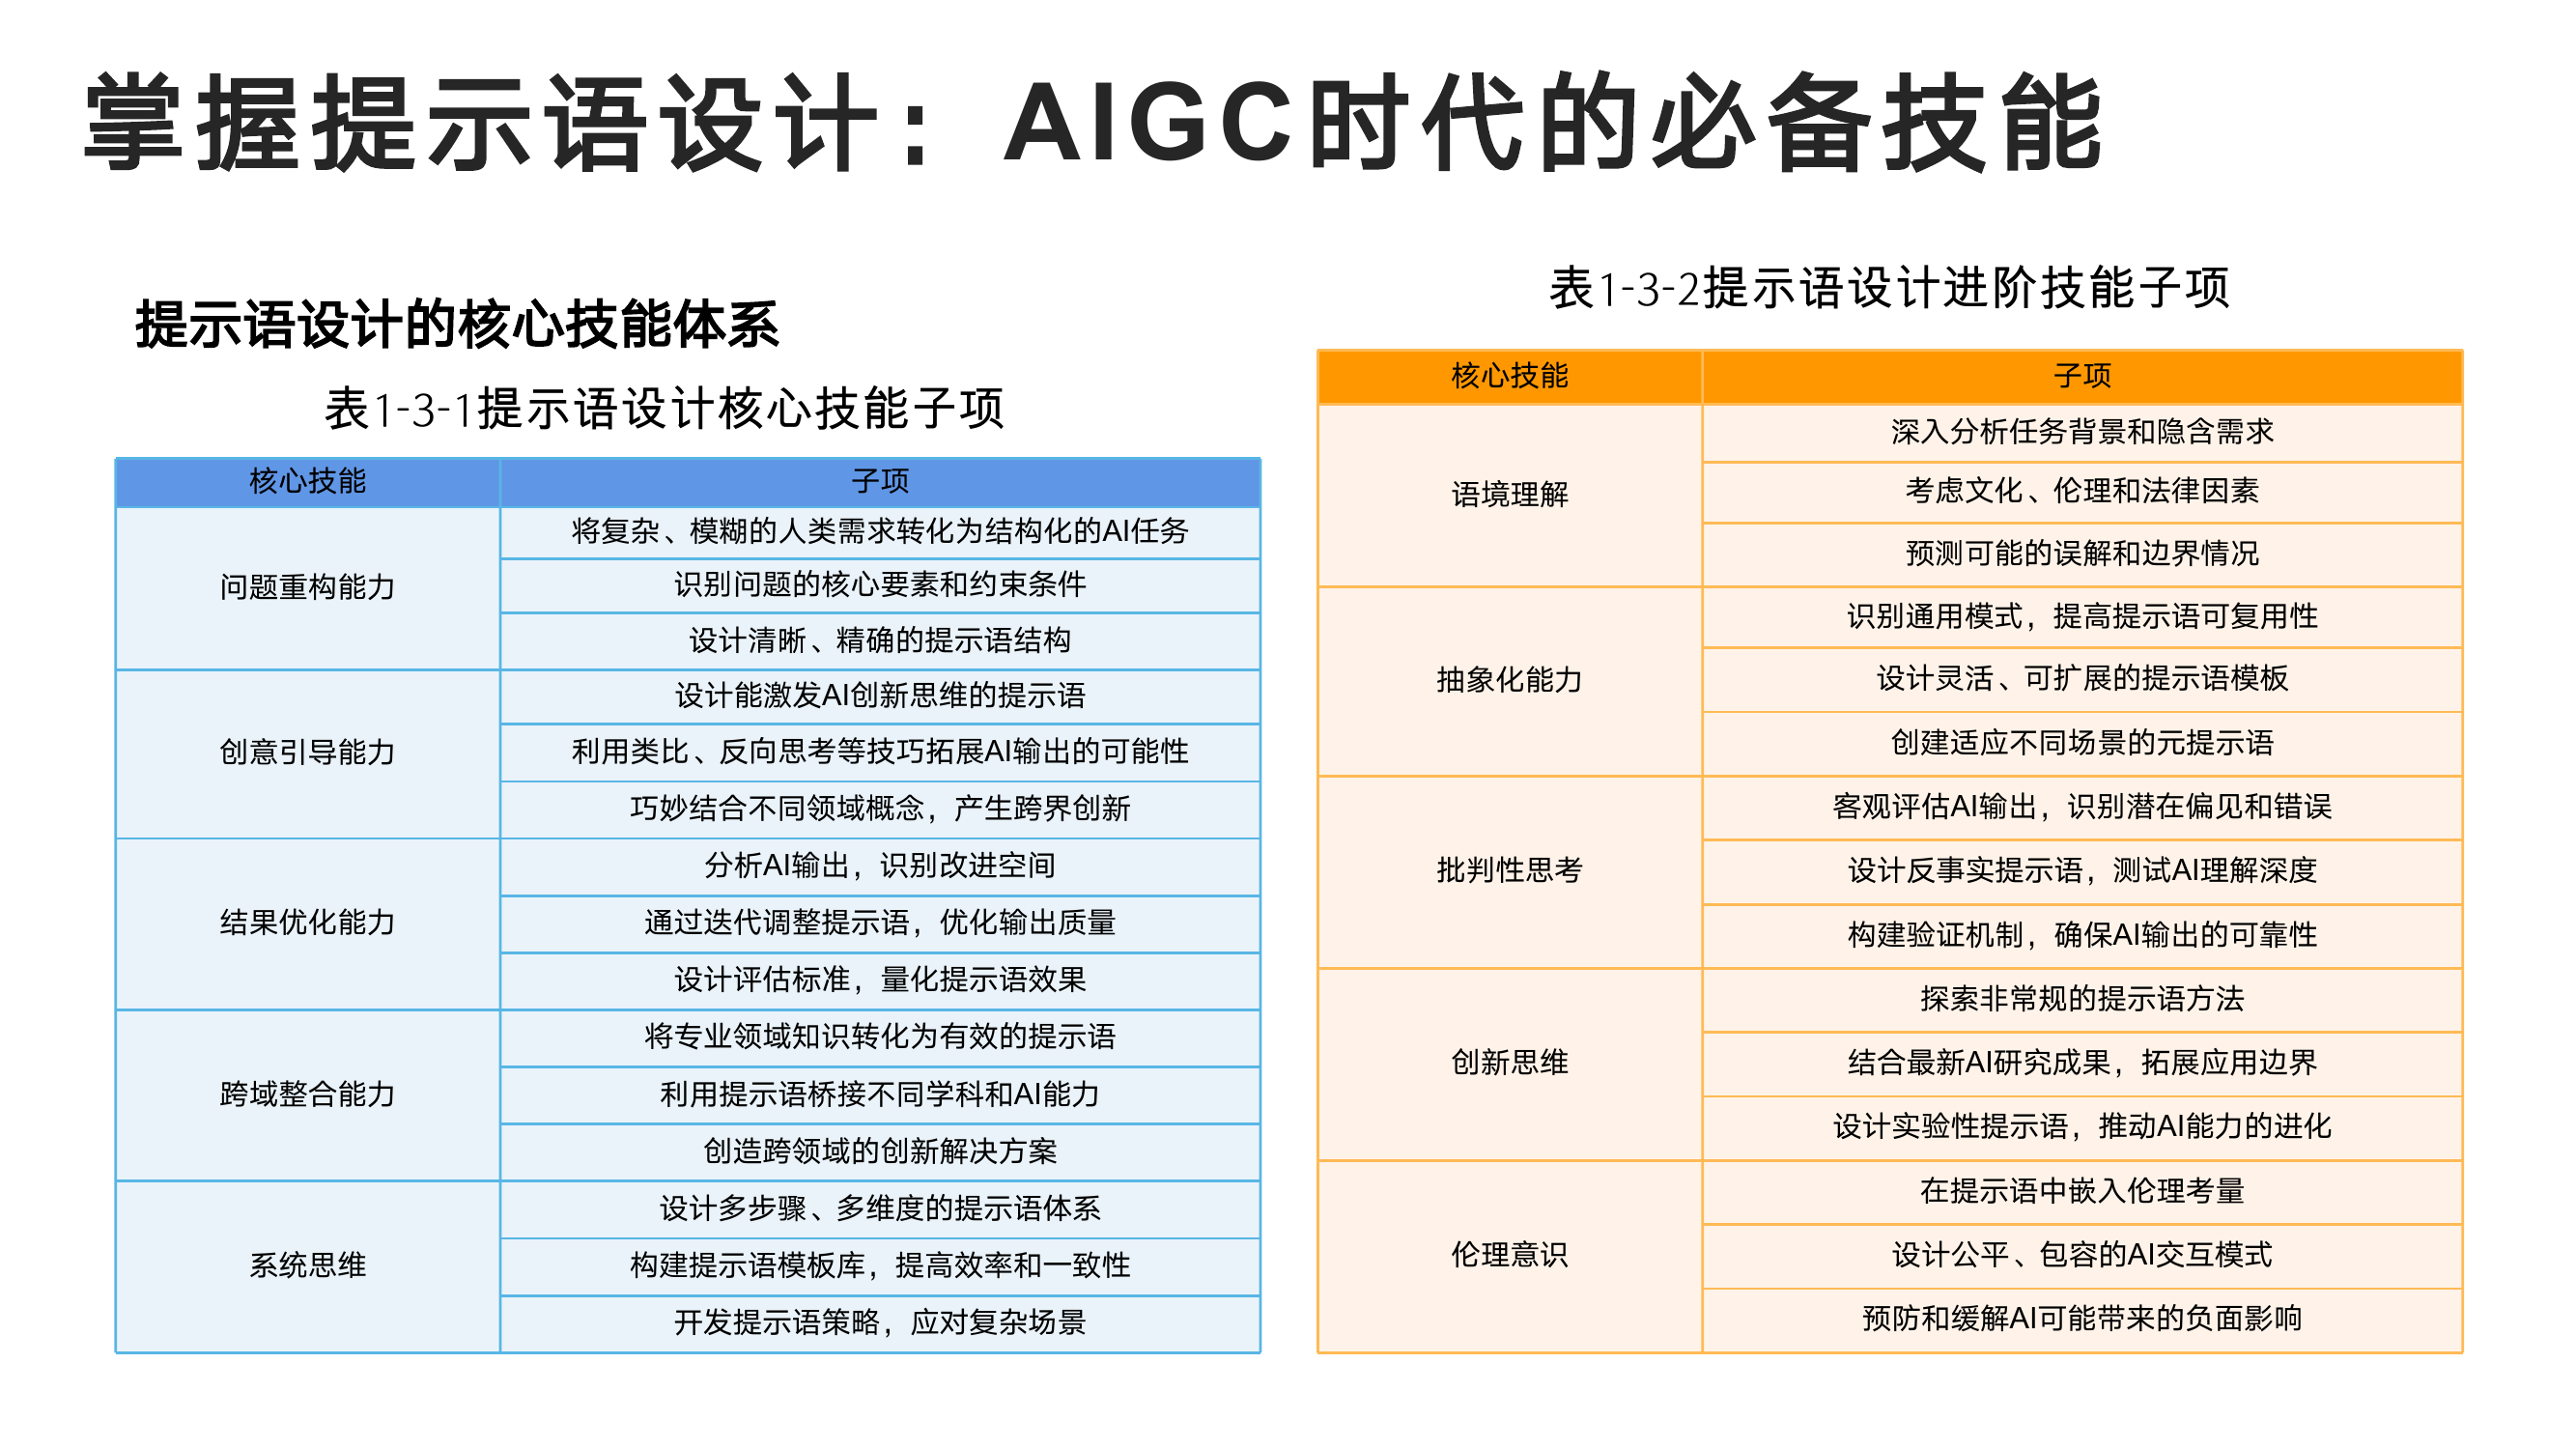 掌握提示语设计：AIGC时代的必备技能
提示语设计的核心技能体系
表1-3-1提示语设计核心技能子项
核心技能 子项
问题重构能力
将复杂、模糊的人类需求转化为结构化的AI任务
识别问题的核心要素和约束条件
设计清晰、精确的提示语结构
创意引导能力
设计能激发AI创新思维的提示语
利用类比、反向思考等技巧拓展AI输出的可能性
巧妙结合不同领域概念，产生跨界创新
结果优化能力
分析AI输出，识别改进空间
通过迭代调整提示语，优化输出质量
设计评估标准，量化提示语效果
跨域整合能力
将专业领域知识转化为有效的提示语
利用提示语桥接不同学科和AI能力
创造跨领域的创新解决方案
系统思维
设计多步骤、多维度的提示语体系
构建提示语模板库，提高效率和一致性
开发提示语策略，应对复杂场景
表1-3-2提示语设计进阶技能子项
核心技能 子项
语境理解
深入分析任务背景和隐含需求
考虑文化、伦理和法律因素
预测可能的误解和边界情况
抽象化能力
识别通用模式，提高提示语可复用性
设计灵活、可扩展的提示语模板
创建适应不同场景的元提示语
批判性思考
客观评估AI输出，识别潜在偏见和错误
设计反事实提示语，测试AI理解深度
构建验证机制，确保AI输出的可靠性
创新思维
探索非常规的提示语方法
结合最新AI研究成果，拓展应用边界
设计实验性提示语，推动AI能力的进化
伦理意识
在提示语中嵌入伦理考量
设计公平、包容的AI交互模式
预防和缓解AI可能带来的负面影响